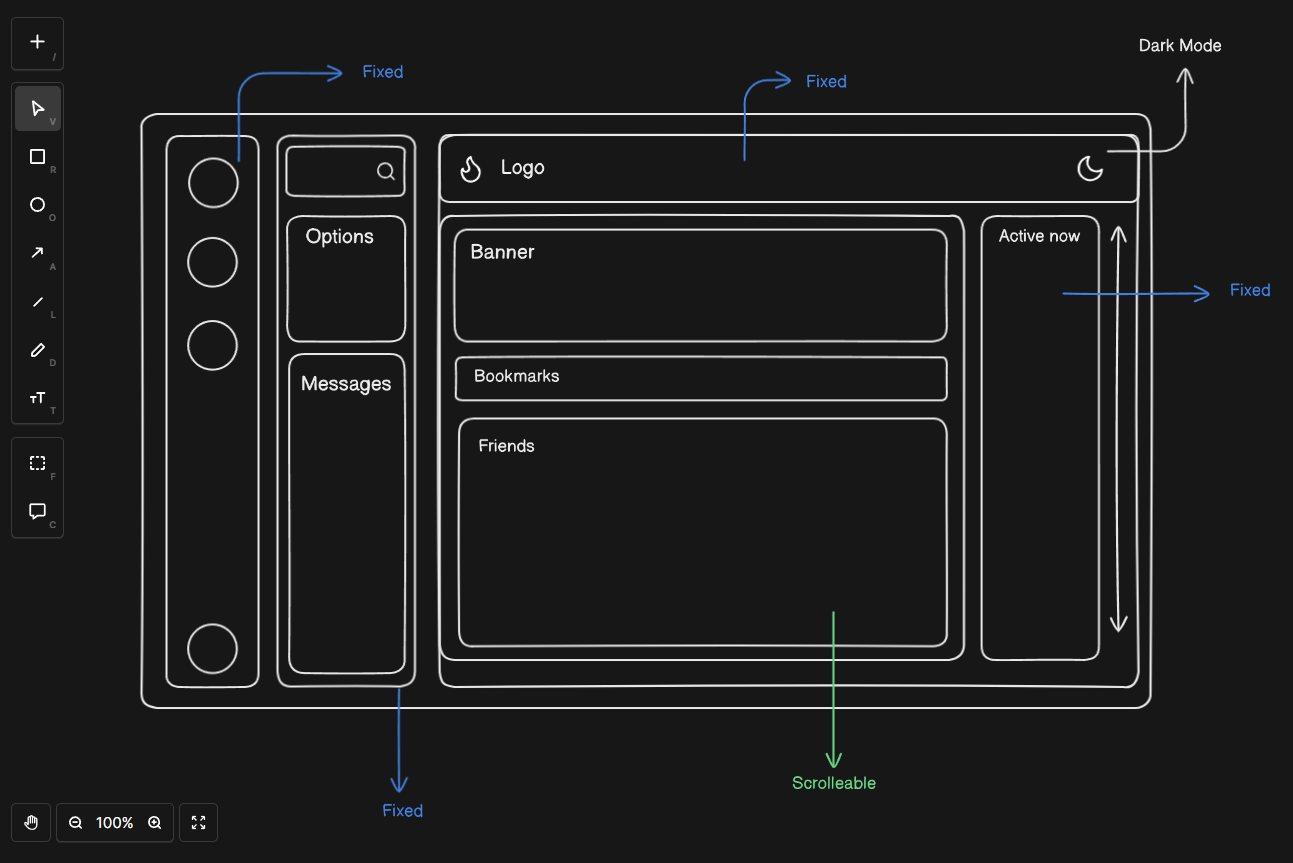 Dark Mode
Fixed
Fixed
/
V
R
O
A
L
D
T
F
C
Logo
Options
Banner
Active now
Fixed
Messages
Bookmarks
Friends
Scrolleable
Fixed
100%